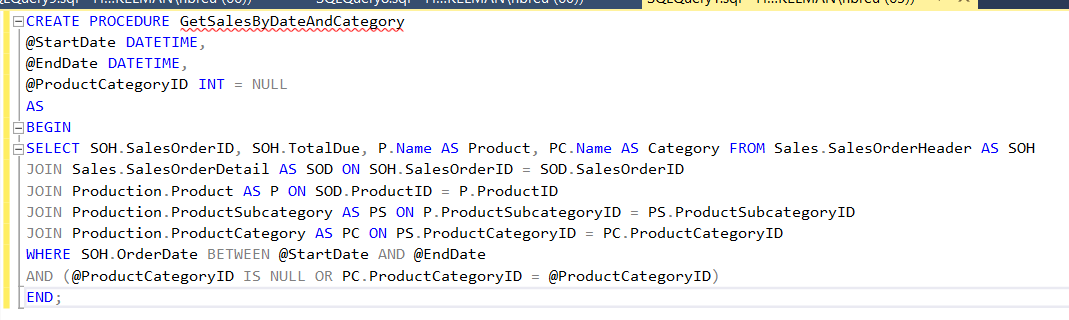 CREATE PROCEDURE GetSalesByDateAndCategory
@StartDate DATETIME,
@EndDate DATETIME,
@ProductCategoryID INT = NULL
AS
BEGIN
SELECT SOH.SalesOrderID, SOH.TotalDue, P.Name AS Product, PC.Name AS Category FROM Sales.SalesOrderHeader AS SOH
JOIN Sales.SalesOrderDetail AS SOD ON SOH.SalesOrderID = SOD.SalesOrderID
JOIN Production.Product AS P ON SOD.ProductID = P.ProductID
JOIN Production.ProductSubcategory AS PS ON P.ProductSubcategoryID = PS.ProductSubcategoryID
JOIN Production.ProductCategory AS PC ON PS.ProductCategoryID = PC.ProductCategoryID
WHERE SOH.OrderDate BETWEEN @StartDate AND @EndDate
AND (@ProductCategoryID IS NULL OR PC.ProductCategoryID = @ProductCategoryID)
END;